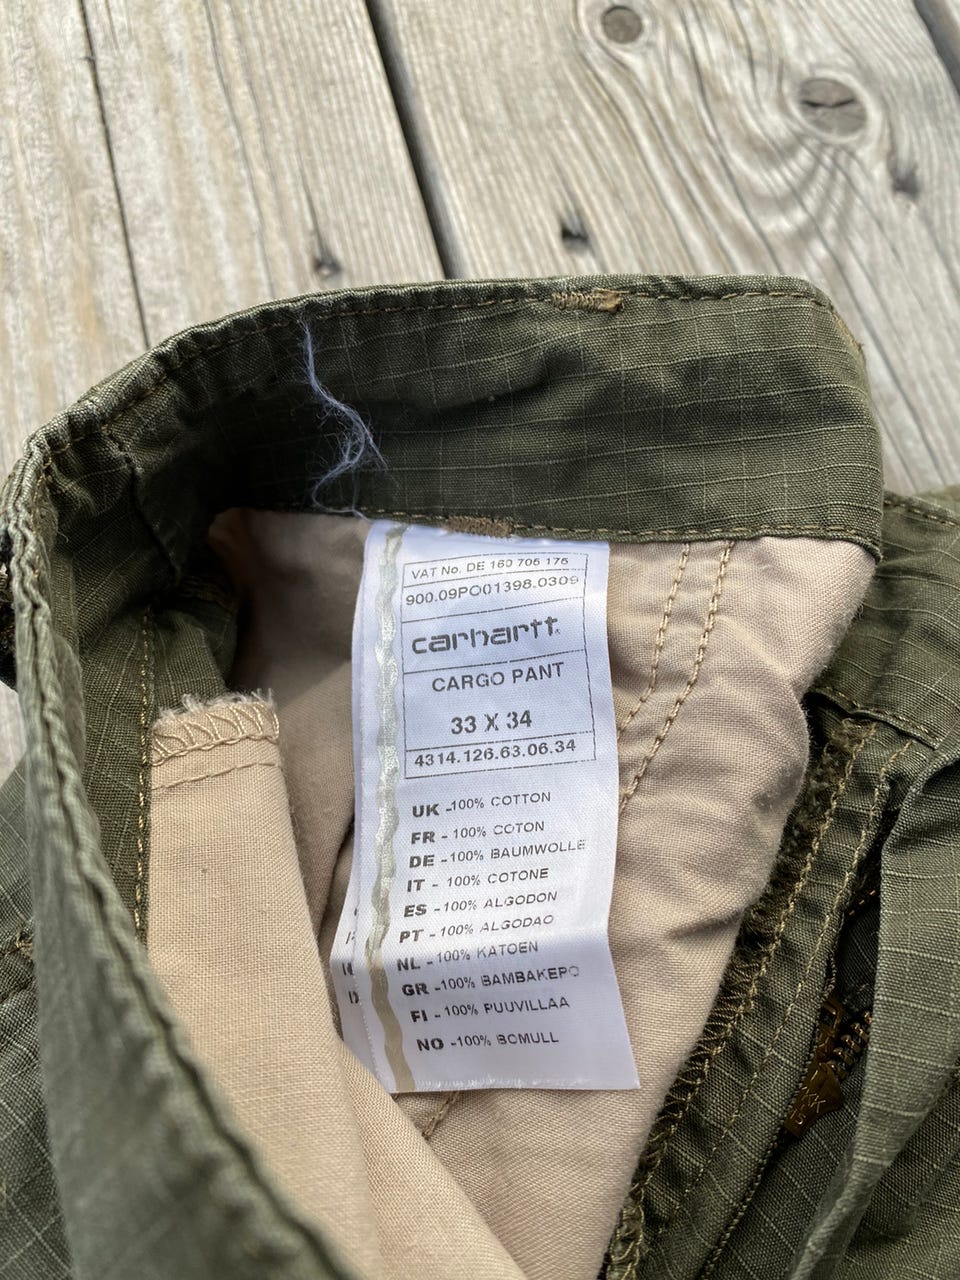 VAT No. DE 160 706 176
900.09PO01398.0309
carhartt
CARGO PANT
33 X 34
4314.126.63.06.34
UK -100% COTTON
FR - 100% COTON
DE -100% BAUMWOLLE
IT - 100% COTONE
ES -100% ALGODON
PT -100% ALGODAO
NL -100% KATOEN
GR -100% BAMBAKEPO
FI -100% PUUVILLAA
NO -100% BOMULL
YKK